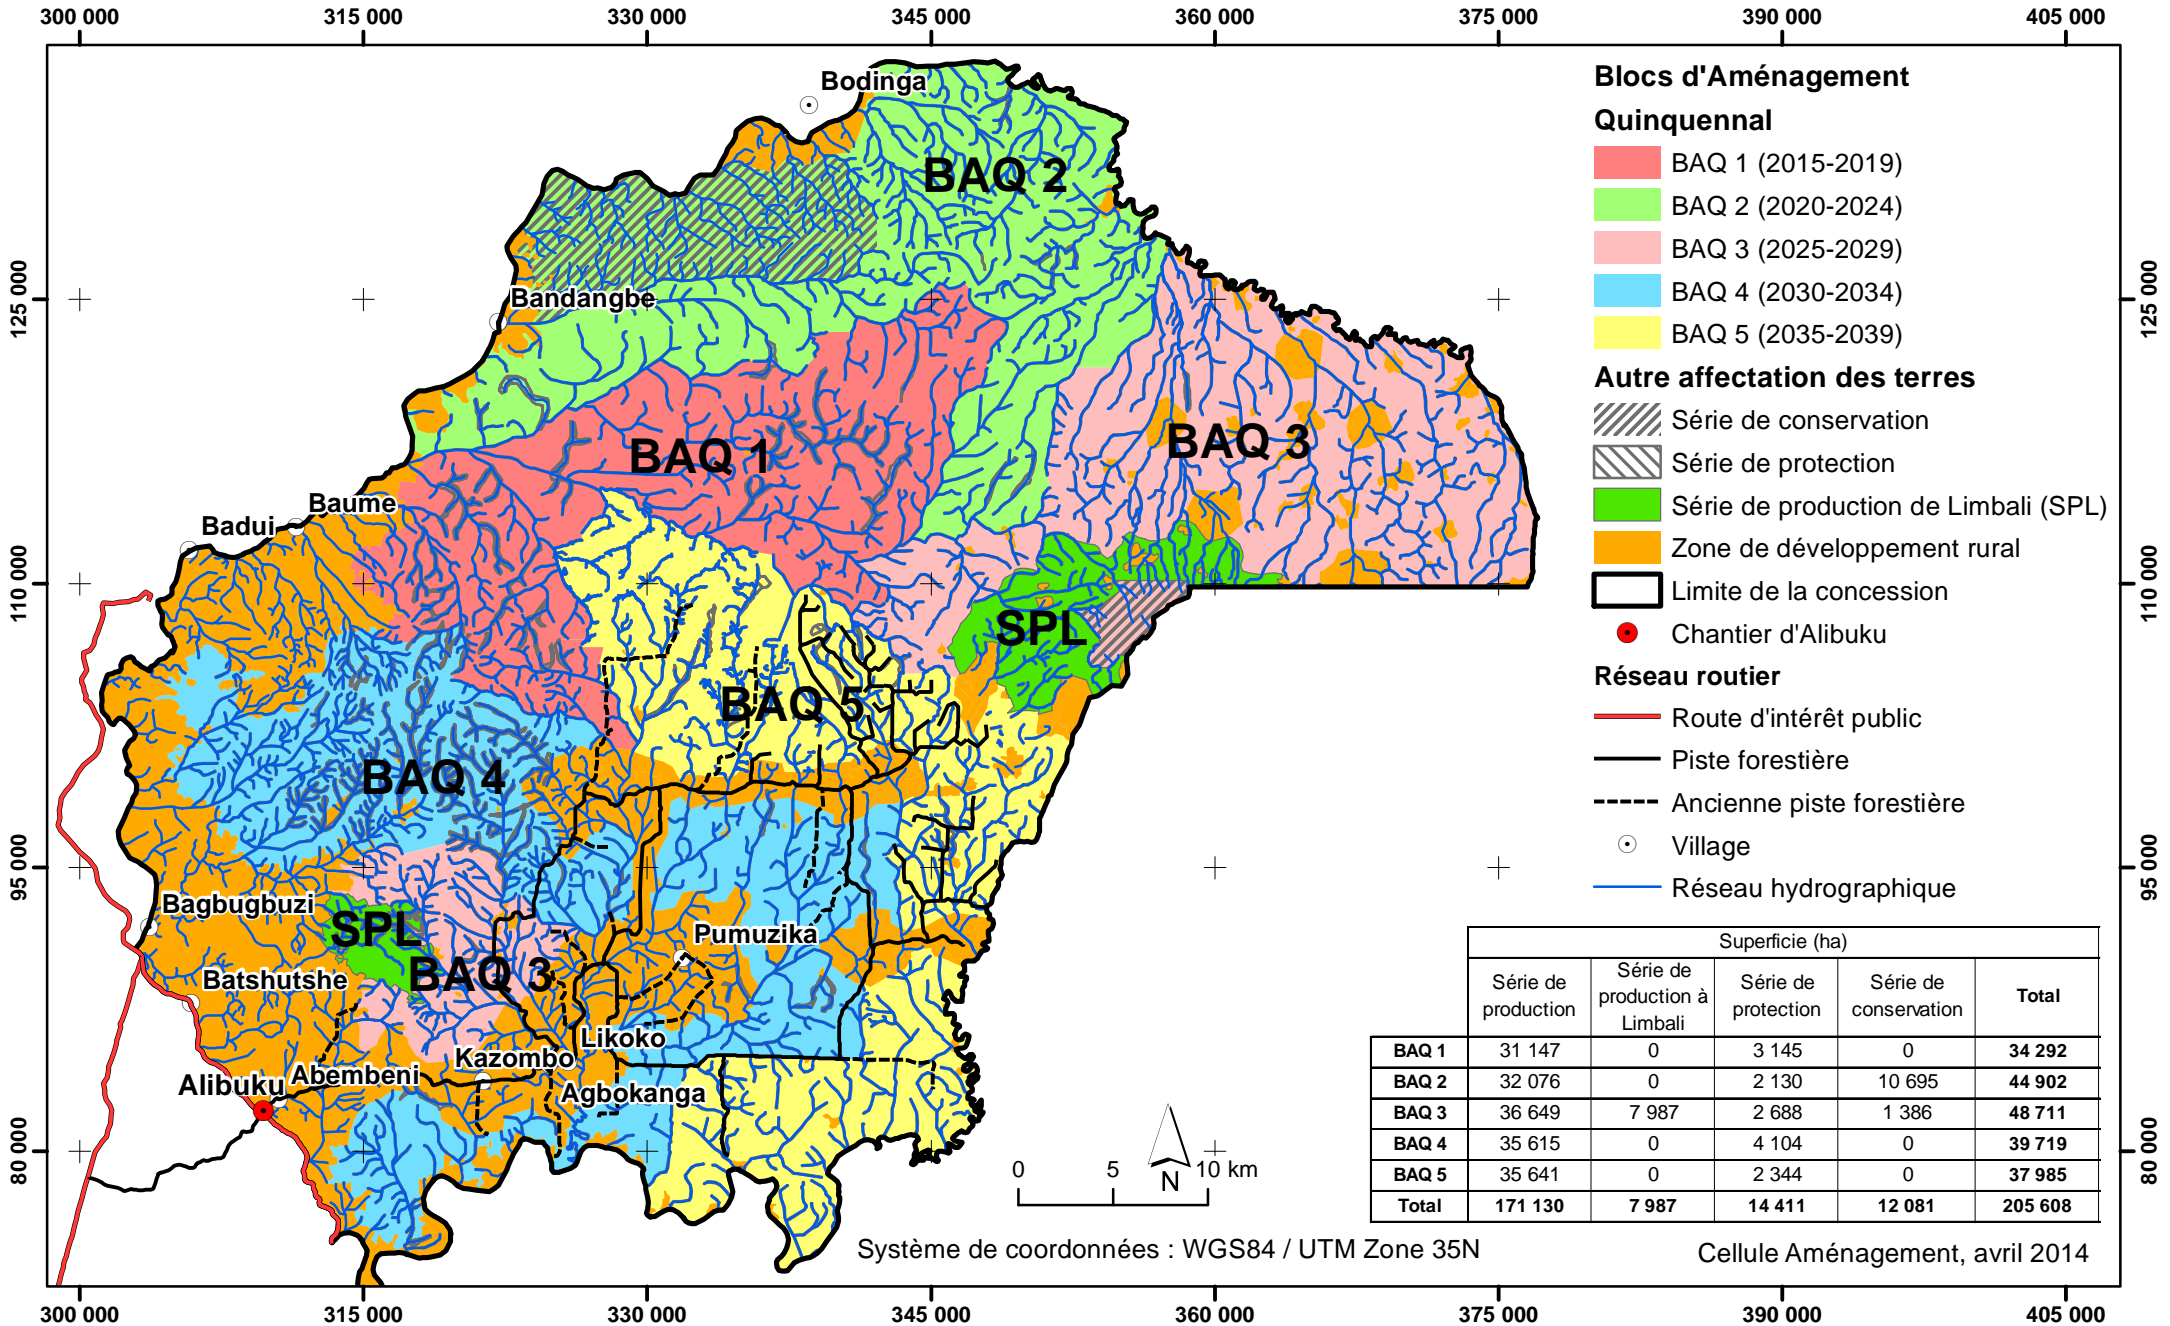 300 000 315 000 330 000 345 000 360 000 375 000 390 000 405 000
125 000
110 000
95 000
80 000
125 000
110 000
95 000
80 000
Bodinga
BAQ 2
Bandangbe
BAQ 1
BAQ 3
Baume
Badui
SPL
BAQ 5
BAQ 4
Bagbugbuzi
SPL
Pumuzika
BAQ 3
Batshutshe
Likoko
Kazombo
Abembeni
Alibuku
Agbokanga
Blocs d'Aménagement
Quinquennal
BAQ 1 (2015-2019)
BAQ 2 (2020-2024)
BAQ 3 (2025-2029)
BAQ 4 (2030-2034)
BAQ 5 (2035-2039)
Autre affectation des terres
Série de conservation
Série de protection
Série de production de Limbali (SPL)
Zone de développement rural
Limite de la concession
Chantier d'Alibuku
Réseau routier
Route d'intérêt public
Piste forestière
Ancienne piste forestière
Village
Réseau hydrographique
Superficie (ha)
Série de production Série de production à Limbali Série de protection Série de conservation Total
BAQ 1 31 147 0 3 145 0 34 292
BAQ 2 32 076 0 2 130 10 695 44 902
BAQ 3 36 649 7 987 2 688 1 386 48 711
BAQ 4 35 615 0 4 104 0 39 719
BAQ 5 35 641 0 2 344 0 37 985
Total 171 130 7 987 14 411 12 081 205 608
0 5 10 km
N
Système de coordonnées : WGS84 / UTM Zone 35N
Cellule Aménagement, avril 2014
300 000 315 000 330 000 345 000 360 000 375 000 390 000 405 000